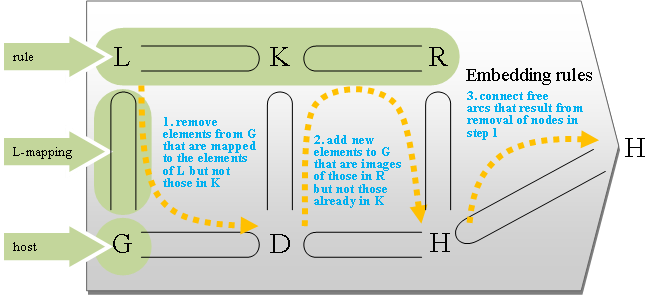 rule
L
K
R
Embedding rules
3. connect free
arcs that result from
removal of nodes in
step 1
1. remove
elements from G
that are mapped
to the elements
of L but not
those in K
2. add new
elements to G
that are images
of those in R
but not those
already in K
L-mapping
H
host
G
D
H